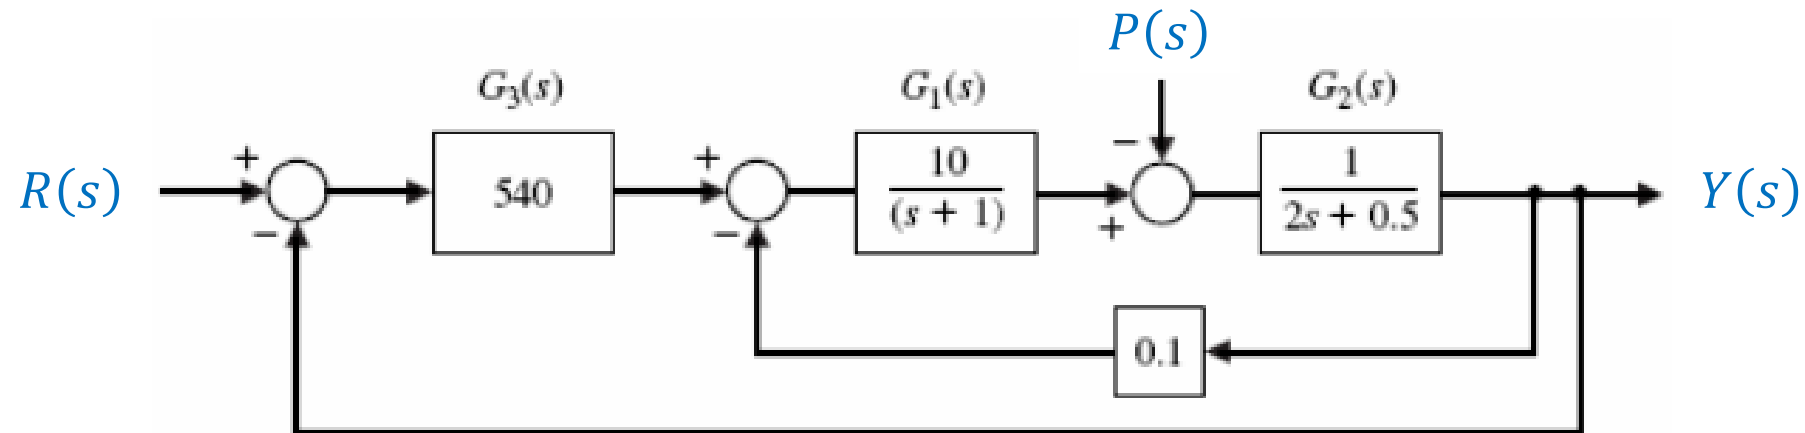 P(s)
G₃(s) G₁(s) G₂(s)
R(s) + − 540 + − 10/(s + 1) − + 1/2s + 0.5 Y(s)
0.1